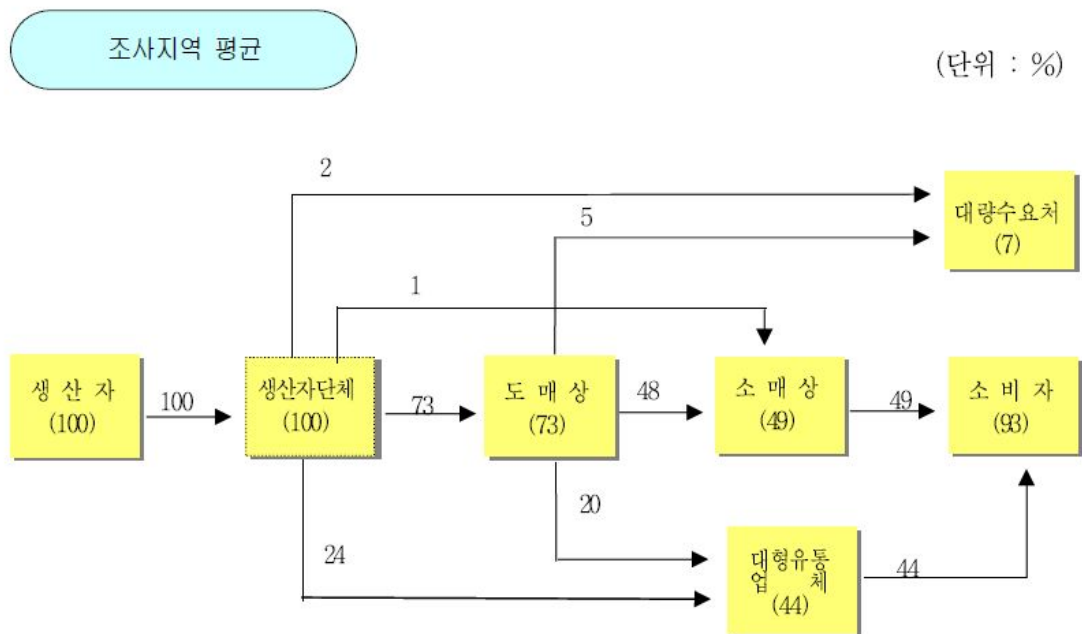 조사지역 평균
(단위 : %)
2
대량수요처
(7)
5
1
생 산 자
(100)
100
생산자단체
(100)
73
도 매 상
(73)
48
소 매 상
(49)
49
소 비 자
(93)
20
24
대형유통
업 체
(44)
44